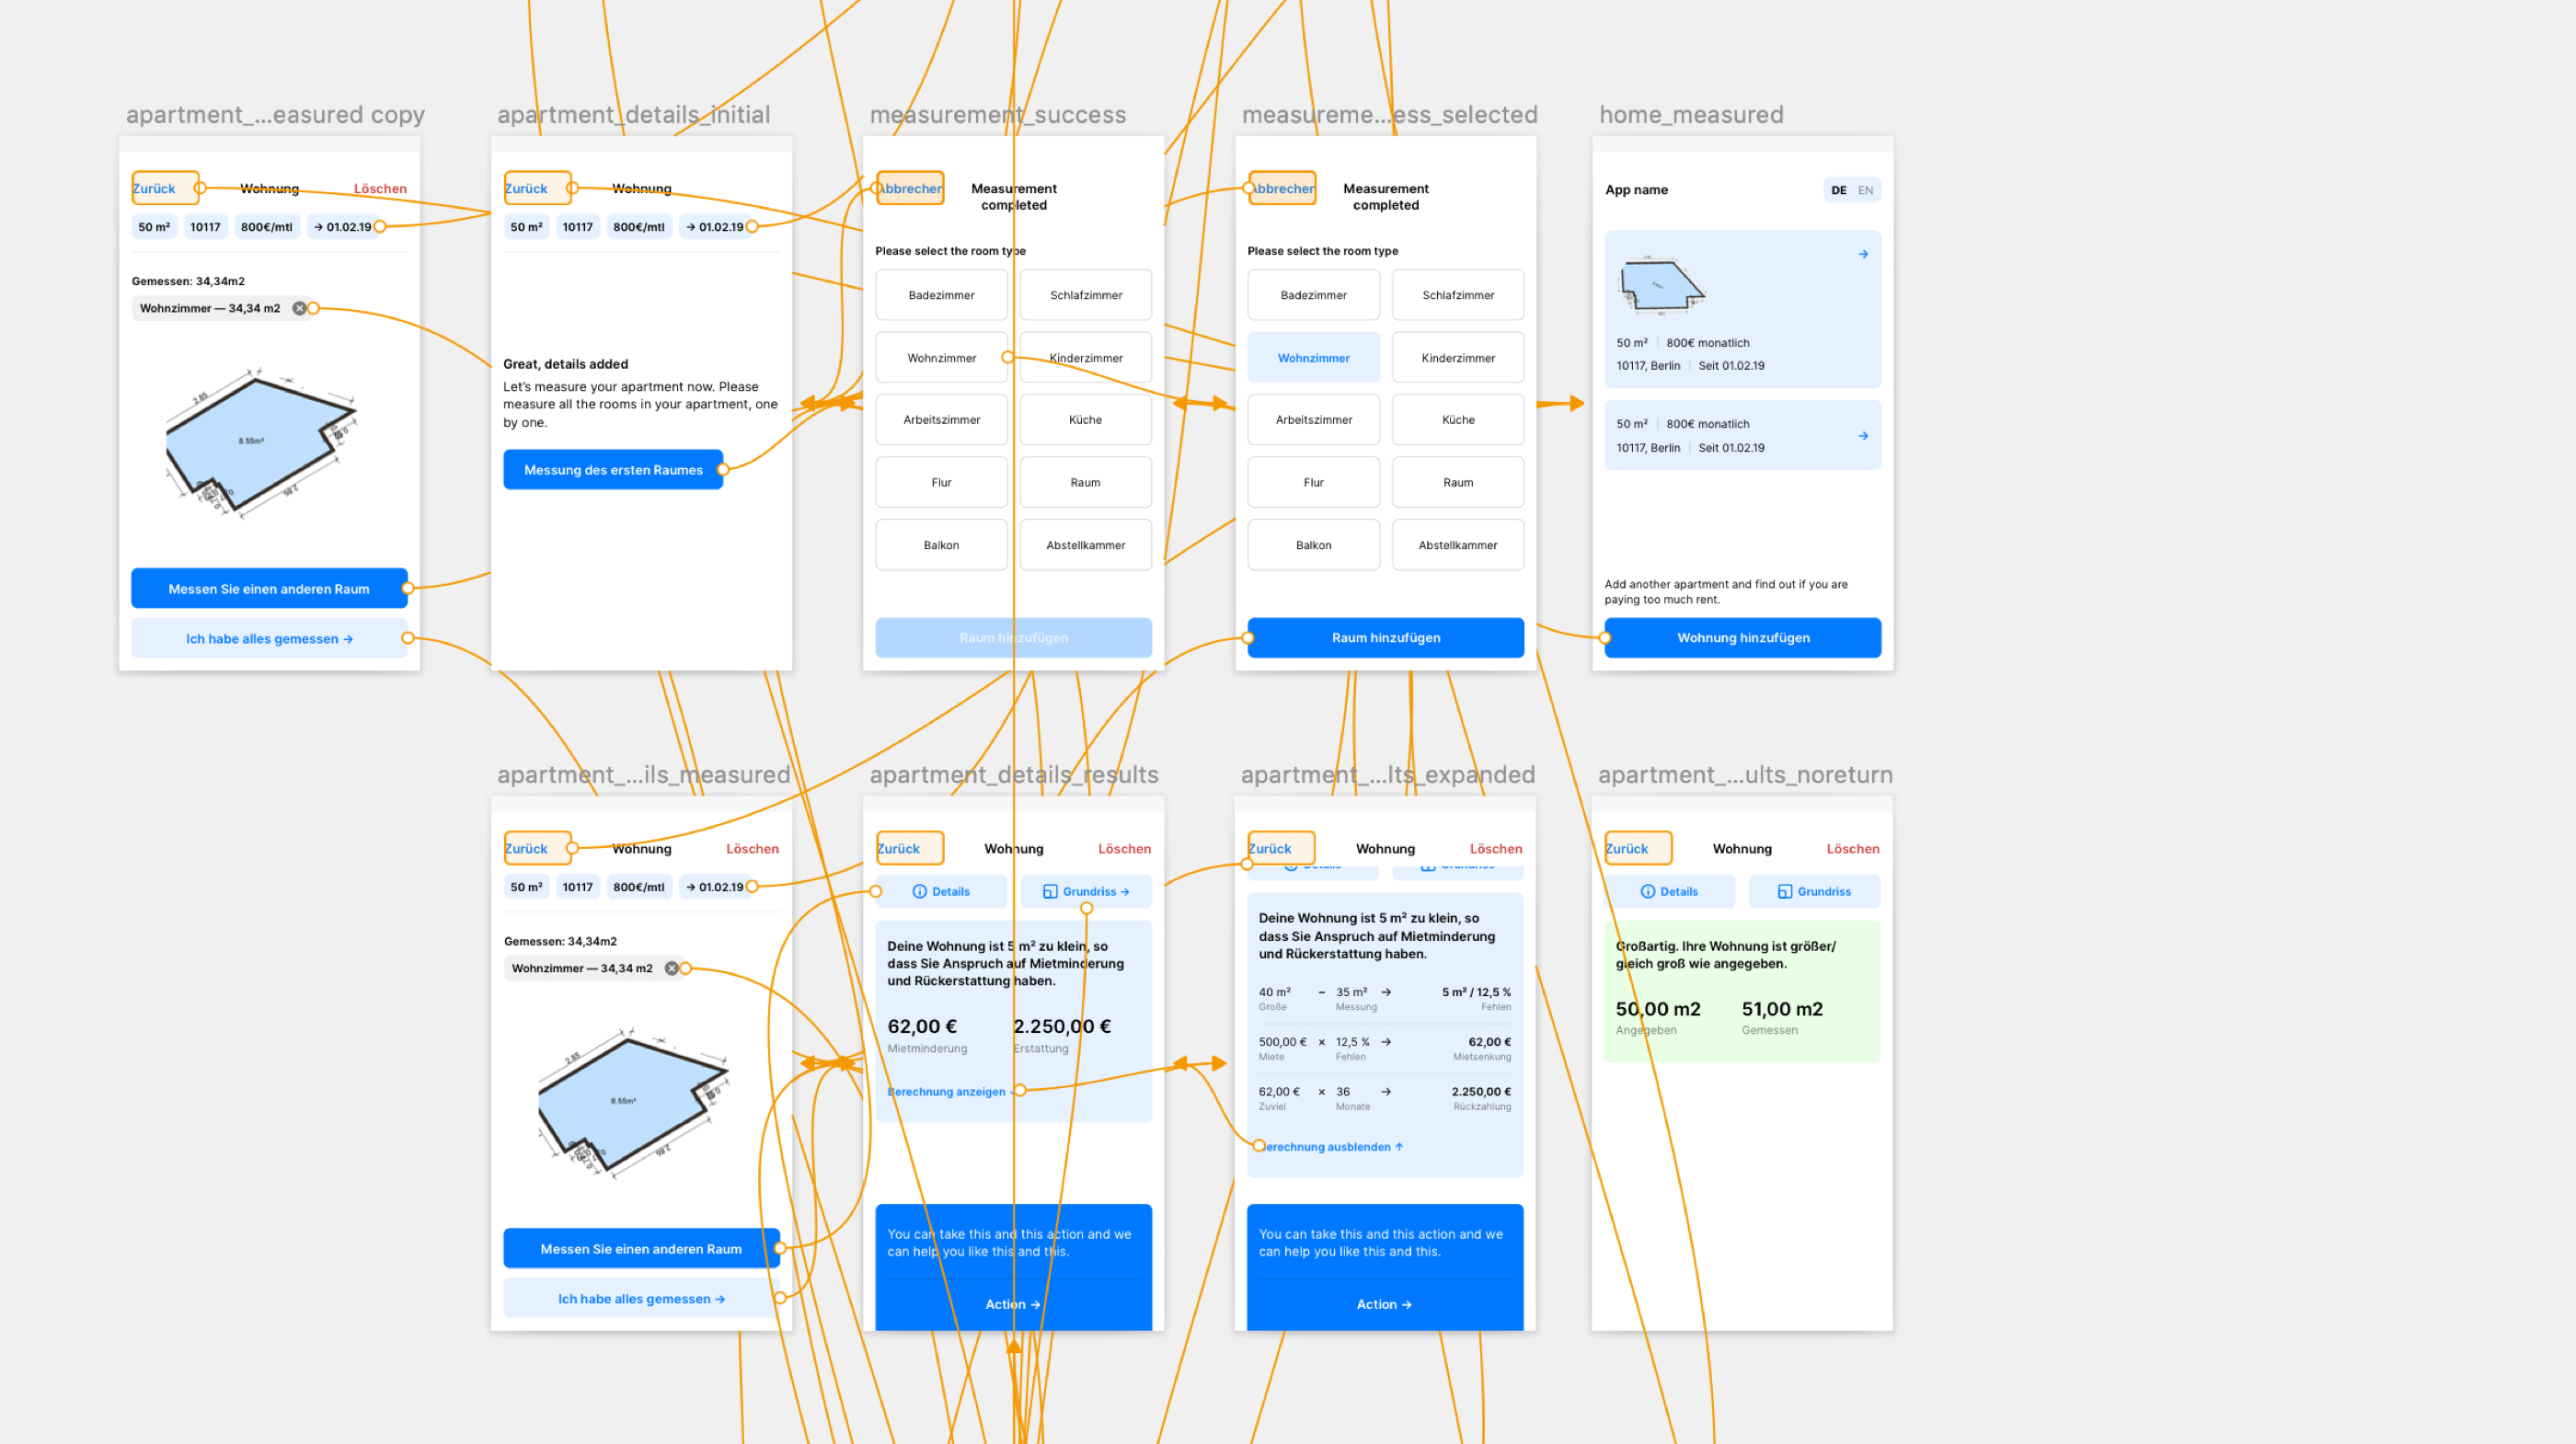 apartment_...easured copy
Zurück Wohnung Löschen
50 m² 10117 800€/mtl → 01.02.19
Gemessen: 34,34m2
Wohnzimmer — 34,34 m2
2.85
8.55m²
2.86
Messen Sie einen anderen Raum
Ich habe alles gemessen →
apartment_details_initial
Zurück Wohnung
50 m² 10117 800€/mtl → 01.02.19
Great, details added
Let's measure your apartment now. Please
measure all the rooms in your apartment, one
by one.
Messung des ersten Raumes
measurement_success
Abbrechen Measurement
completed
Please select the room type
Badezimmer Schlafzimmer
Wohnzimmer Kinderzimmer
Arbeitszimmer Küche
Flur Raum
Balkon Abstellkammer
Raum hinzufügen
measureme...ess_selected
Abbrechen Measurement
completed
Please select the room type
Badezimmer Schlafzimmer
Wohnzimmer Kinderzimmer
Arbeitszimmer Küche
Flur Raum
Balkon Abstellkammer
Raum hinzufügen
home_measured
App name DE EN
50 m² 800€ monatlich
10117, Berlin Seit 01.02.19
50 m² 800€ monatlich
10117, Berlin Seit 01.02.19
Add another apartment and find out if you are
paying too much rent.
Wohnung hinzufügen
apartment_...ils_measured
Zurück Wohnung Löschen
50 m² 10117 800€/mtl → 01.02.19
Gemessen: 34,34m2
Wohnzimmer — 34,34 m2
2.85
8.55m²
2.86
Messen Sie einen anderen Raum
Ich habe alles gemessen →
apartment_details_results
Zurück Wohnung Löschen
Details Grundriss →
Deine Wohnung ist 5 m² zu klein, so
dass Sie Anspruch auf Mietminderung
und Rückerstattung haben.
62,00 € 2.250,00 €
Mietminderung Erstattung
Berechnung anzeigen
You can take this and this action and we
can help you like this and this.
Action →
apartment_...lts_expanded
Zurück Wohnung Löschen
Details Grundriss
Deine Wohnung ist 5 m² zu klein, so
dass Sie Anspruch auf Mietminderung
und Rückerstattung haben.
40 m² – 35 m² → 5 m² / 12,5 %
Große Messung Fehlen
500,00 € × 12,5 % → 62,00 €
Miete Fehlen Mietsenkung
62,00 € × 36 → 2.250,00 €
Zuviel Monate Rückzahlung
Berechnung ausblenden ↑
You can take this and this action and we
can help you like this and this.
Action →
apartment_...ults_noreturn
Zurück Wohnung Löschen
Details Grundriss
Großartig. Ihre Wohnung ist größer/
gleich groß wie angegeben.
50,00 m2 51,00 m2
Angegeben Gemessen